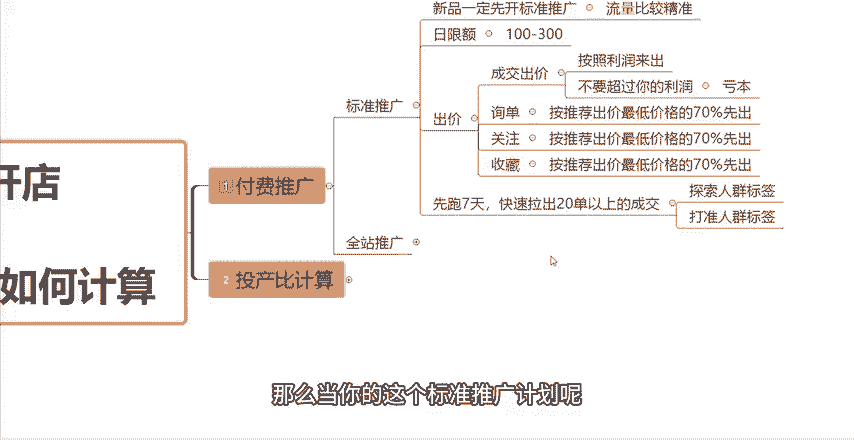 开店
如何计算
1 付费推广
标准推广
新品一定先开标准推广
流量比较精准
日限额
100-300
出价
成交出价
按照利润来出
不要超过你的利润
亏本
询单
按推荐出价最低价格的70%先出
关注
按推荐出价最低价格的70%先出
收藏
按推荐出价最低价格的70%先出
先跑7天，快速拉出20单以上的成交
探索人群标签
打准人群标签
全站推广
2 投产比计算
那么当你的这个标准推广计划呢